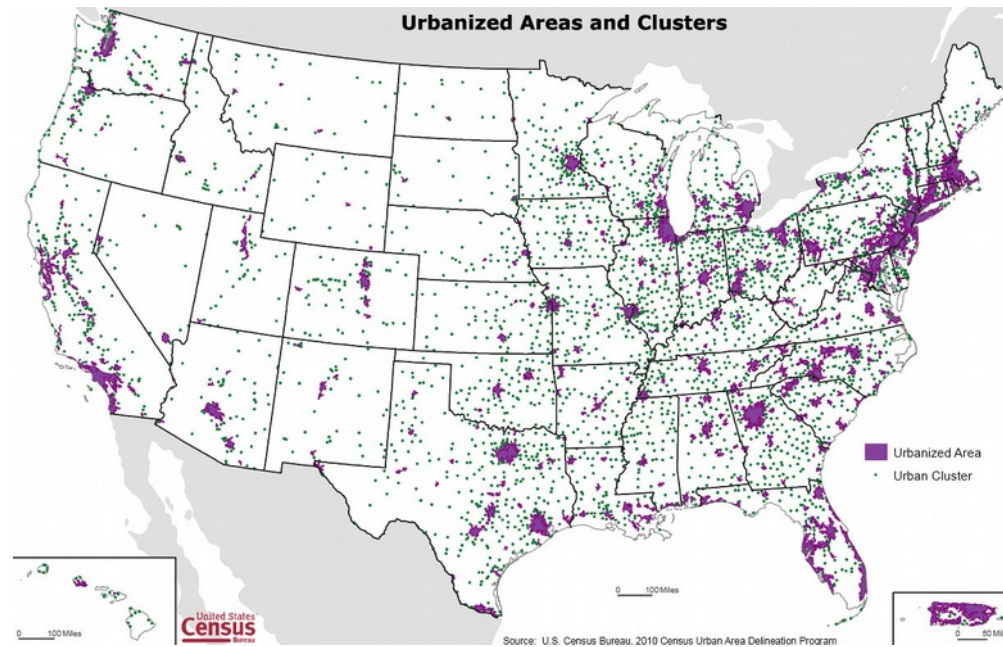 Urbanized Areas and Clusters
Urbanized Area
Urban Cluster
0 100 Miles
0 100 Miles
United States
Census
Bureau
Source: U.S. Census Bureau, 2010 Census Urban Area Delineation Program
0 50 Mil